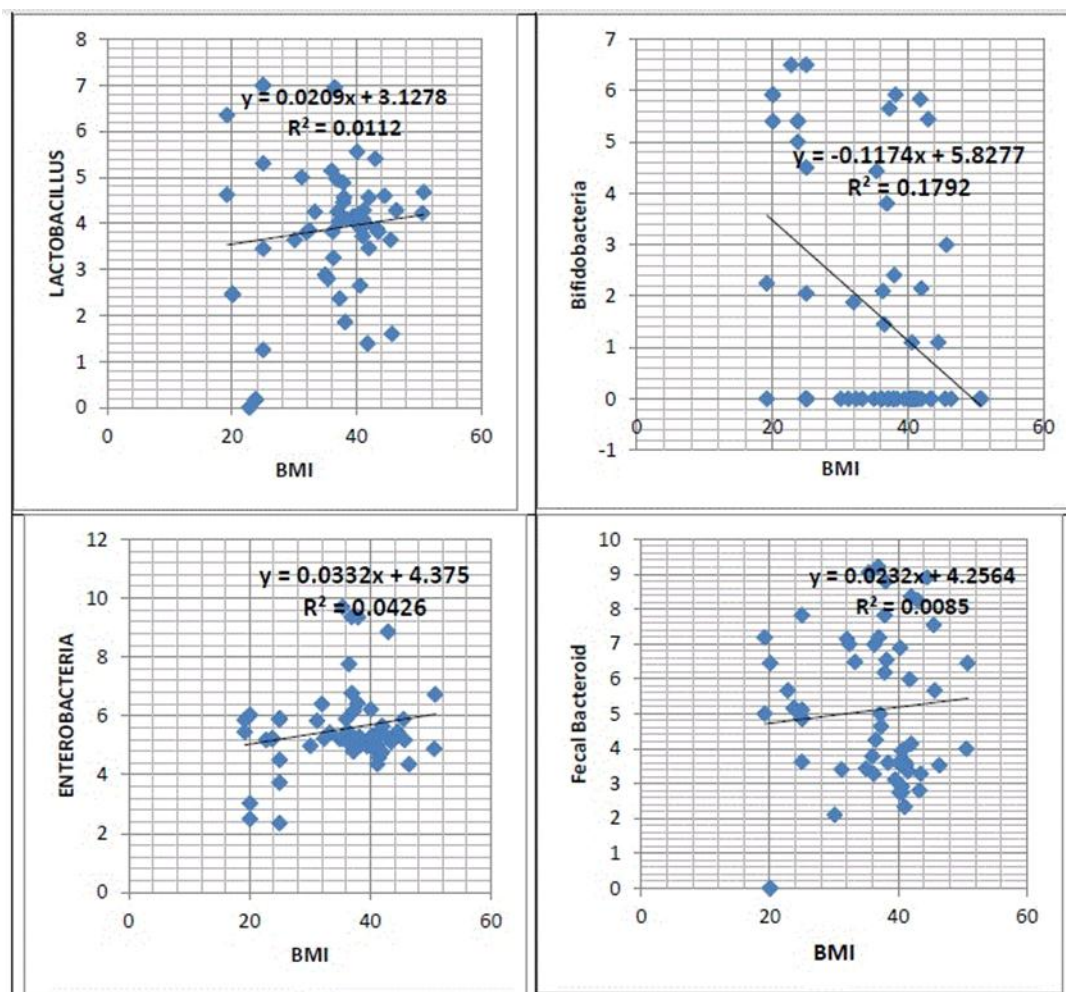 8
7
6
5
4
3
2
1
0
LACTOBACILLUS
y = 0.0209x + 3.1278
R² = 0.0112
0 20 40 60
BMI
7
6
5
4
3
2
1
0
-1
Bifidobacteria
y = -0.1174x + 5.8277
R² = 0.1792
0 20 40 60
BMI
12
10
8
6
4
2
0
ENTEROBACTERIA
y = 0.0332x + 4.375
R² = 0.0426
0 20 40 60
BMI
10
9
8
7
6
5
4
3
2
1
0
Fecal Bacteroid
y = 0.0232x + 4.2564
R² = 0.0085
0 20 40 60
BMI